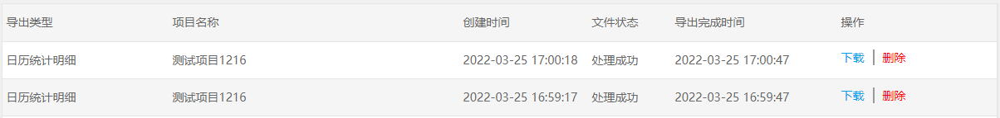 导出类型 项目名称 创建时间 文件状态 导出完成时间 操作
日历统计明细 测试项目1216 2022-03-25 17:00:18 处理成功 2022-03-25 17:00:47 下载 | 删除
日历统计明细 测试项目1216 2022-03-25 16:59:17 处理成功 2022-03-25 16:59:47 下载 | 删除